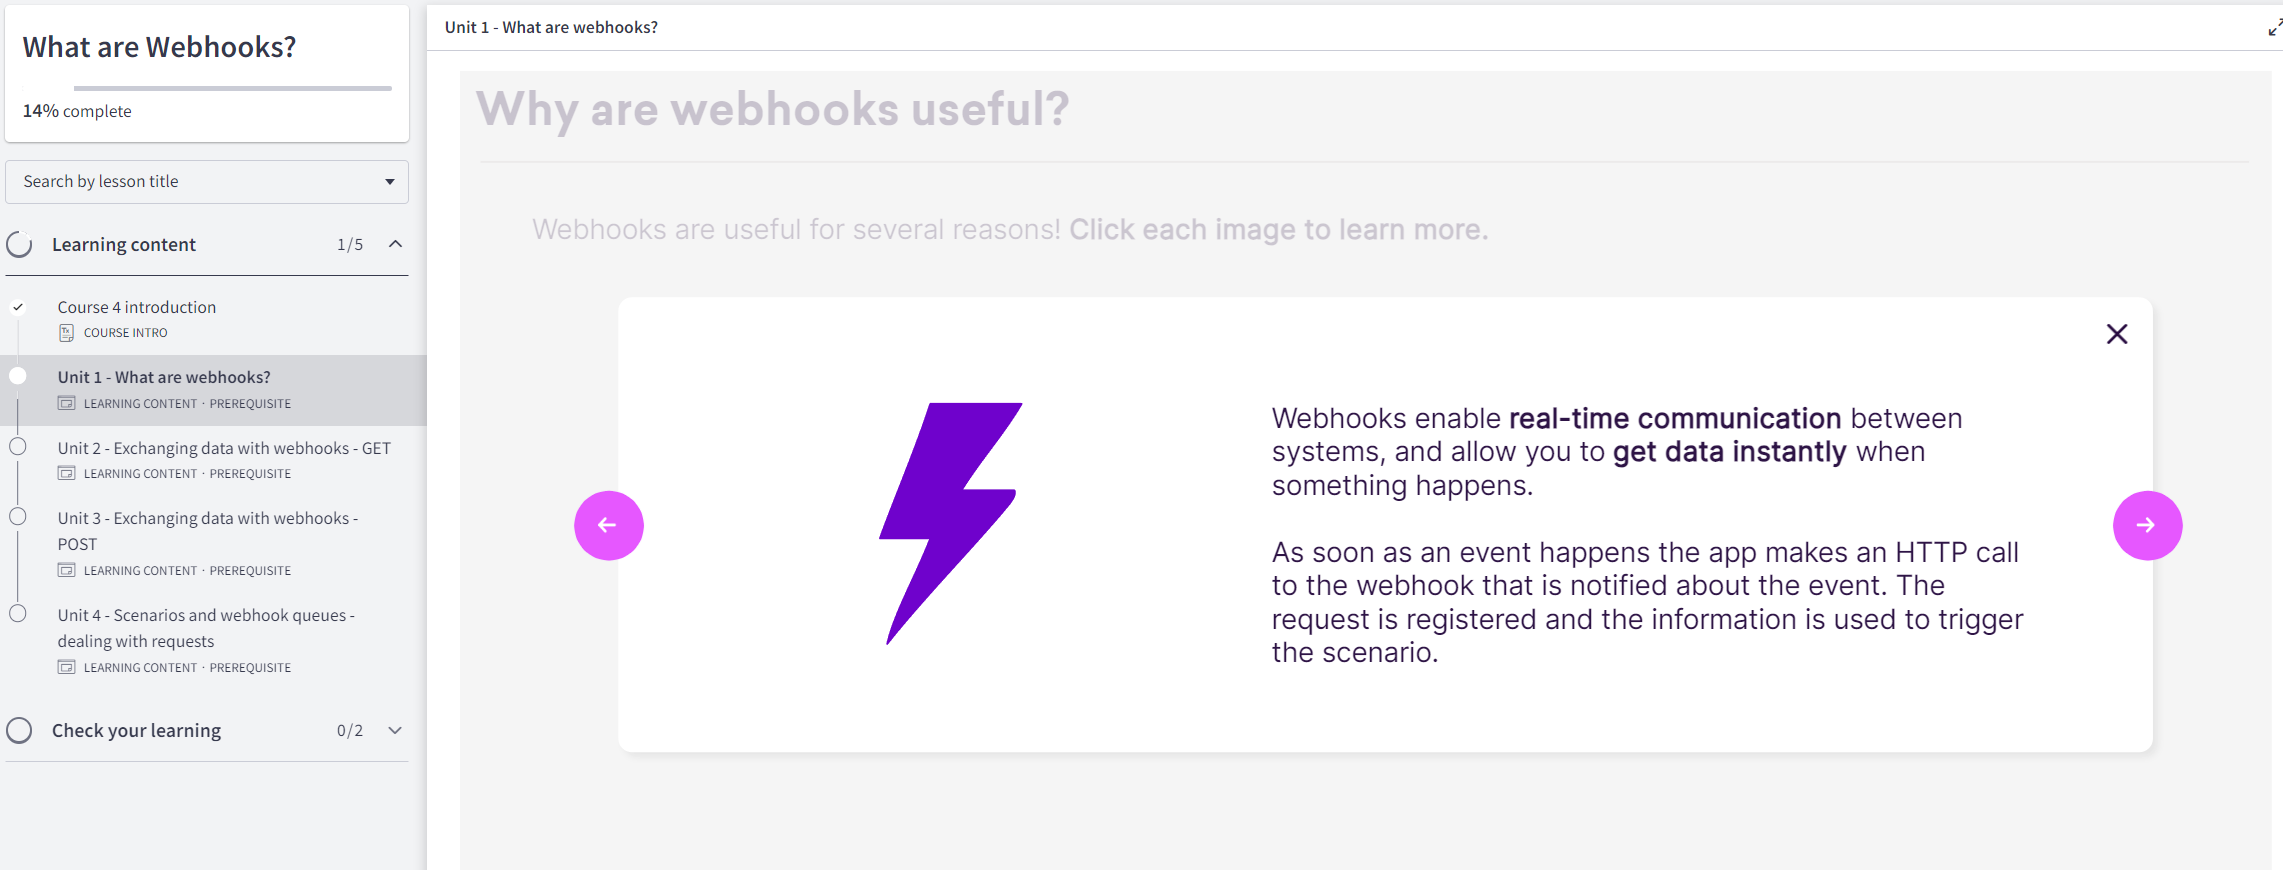 What are Webhooks?
14% complete
Search by lesson title
Learning content 1/5
Course 4 introduction
COURSE INTRO
Unit 1 - What are webhooks?
LEARNING CONTENT · PREREQUISITE
Unit 2 - Exchanging data with webhooks - GET
LEARNING CONTENT · PREREQUISITE
Unit 3 - Exchanging data with webhooks -
POST
LEARNING CONTENT · PREREQUISITE
Unit 4 - Scenarios and webhook queues -
dealing with requests
LEARNING CONTENT · PREREQUISITE
Check your learning 0/2
Unit 1 - What are webhooks?
Why are webhooks useful?
Webhooks are useful for several reasons! Click each image to learn more.
Webhooks enable real-time communication between
systems, and allow you to get data instantly when
something happens.
As soon as an event happens the app makes an HTTP call
to the webhook that is notified about the event. The
request is registered and the information is used to trigger
the scenario.